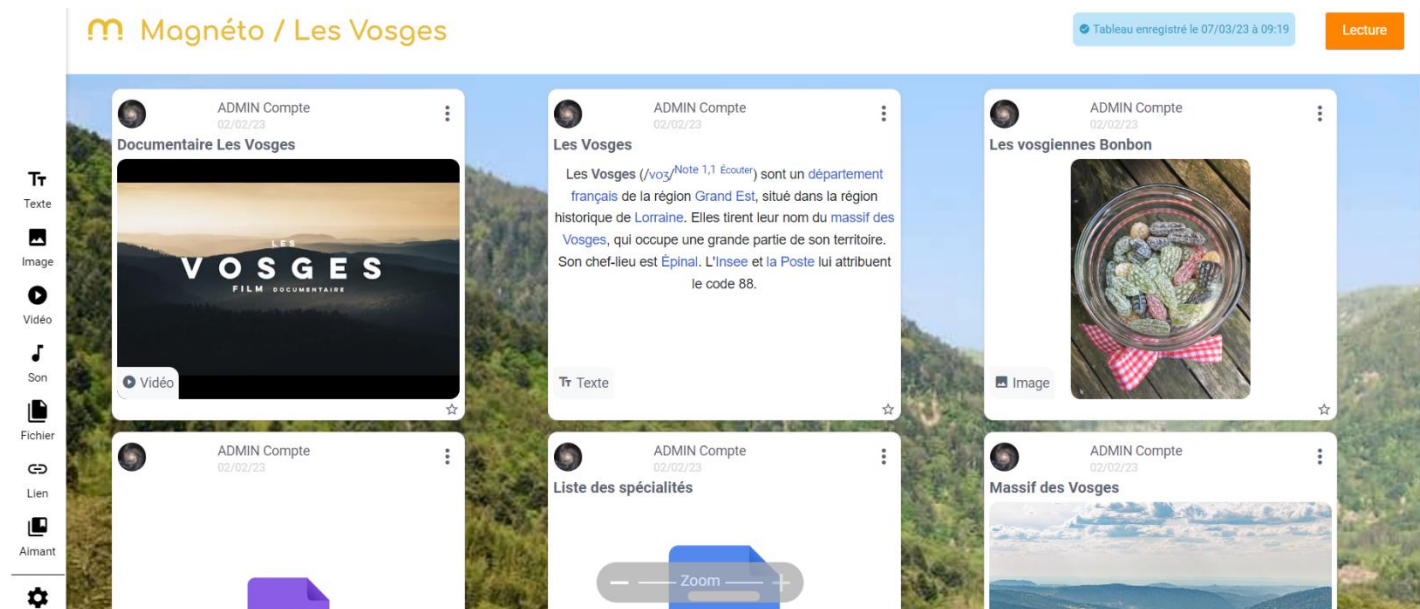 Magnéto / Les Vosges
Tableau enregistré le 07/03/23 à 09:19
Lecture
Texte
Image
Vidéo
Son
Fichier
Lien
Aimant
ADMIN Compte
02/02/23
Documentaire Les Vosges
LES
VOSGES
FILM DOCUMENTAIRE
Vidéo
ADMIN Compte
02/02/23
Les Vosges
Les Vosges (/voʒ/Note 1,1 Écouter) sont un département
français de la région Grand Est, situé dans la région
historique de Lorraine. Elles tirent leur nom du massif des
Vosges, qui occupe une grande partie de son territoire.
Son chef-lieu est Épinal. L'Insee et la Poste lui attribuent
le code 88.
Texte
ADMIN Compte
02/02/23
Les vosgiennes Bonbon
Image
ADMIN Compte
02/02/23
ADMIN Compte
02/02/23
Liste des spécialités
Zoom
ADMIN Compte
02/02/23
Massif des Vosges